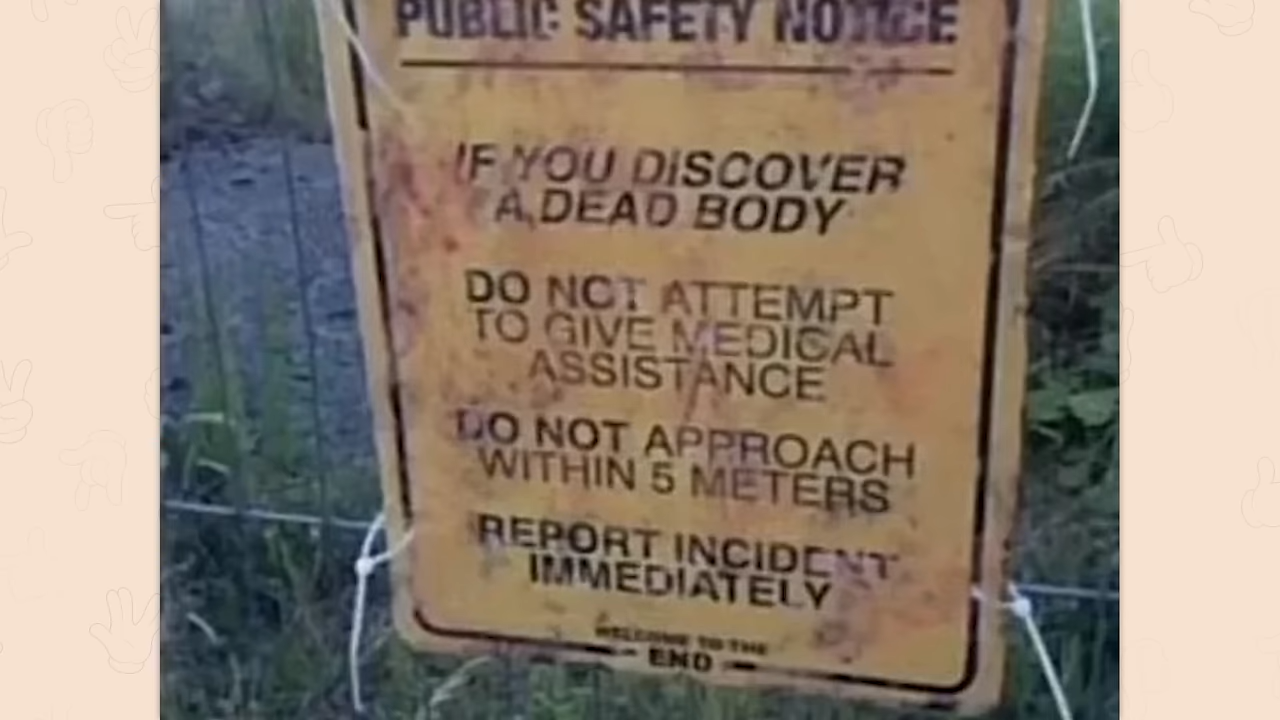 PUBLIC SAFETY NOTICE
IF YOU DISCOVER
A DEAD BODY
DO NOT ATTEMPT
TO GIVE MEDICAL
ASSISTANCE
DO NOT APPROACH
WITHIN 5 METERS
REPORT INCIDENT
IMMEDIATELY
WELCOME TO THE
END